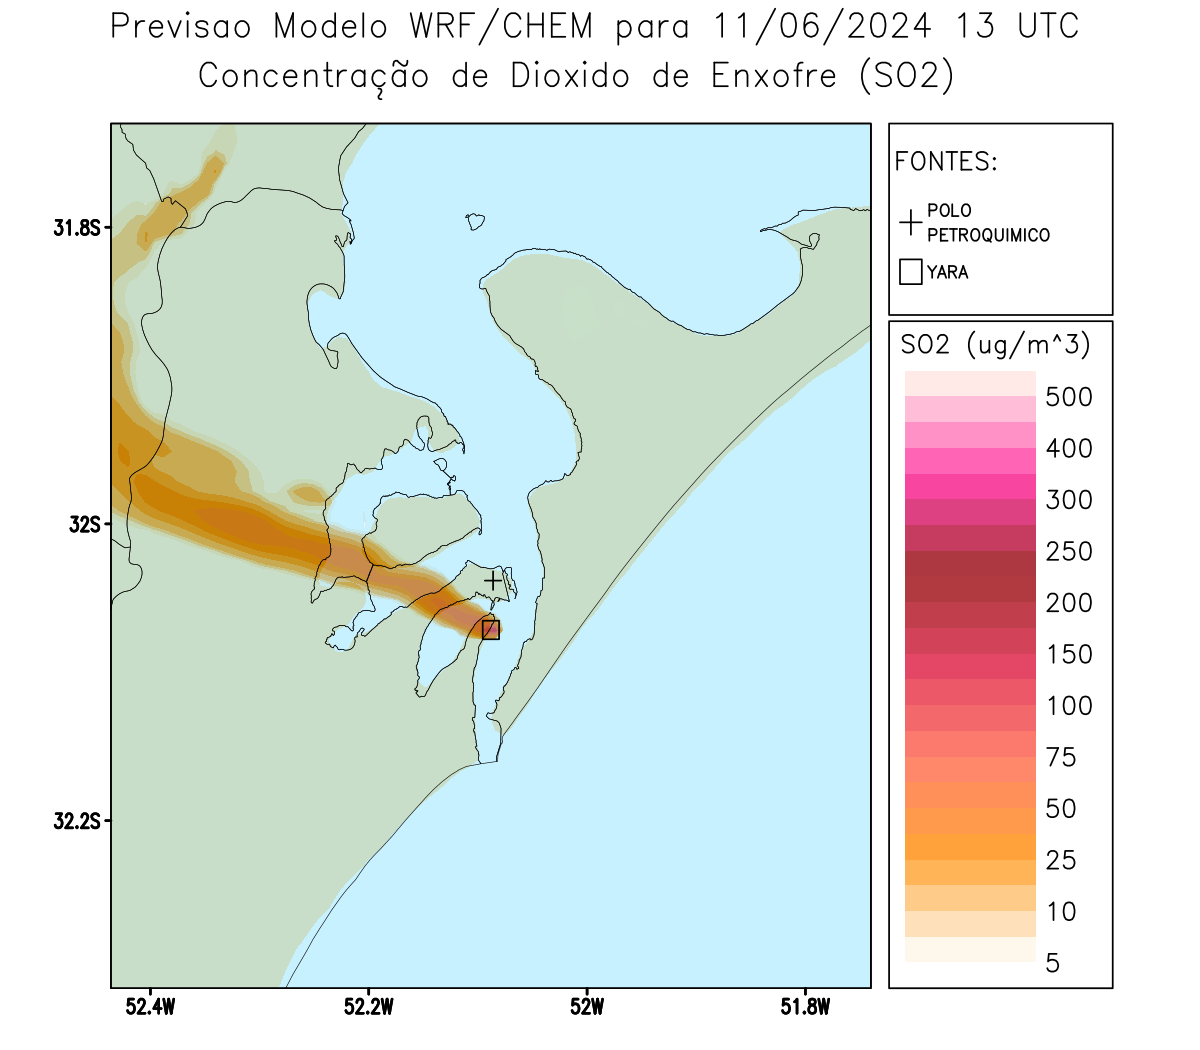 Previsao Modelo WRF/CHEM para 11/06/2024 13 UTC
Concentração de Dioxido de Enxofre (SO2)
FONTES:
POLO
PETROQUIMICO
YARA
SO2 (ug/m^3)
500
400
300
250
200
150
100
75
50
25
10
5
31.8S
32S
32.2S
52.4W
52.2W
52W
51.8W